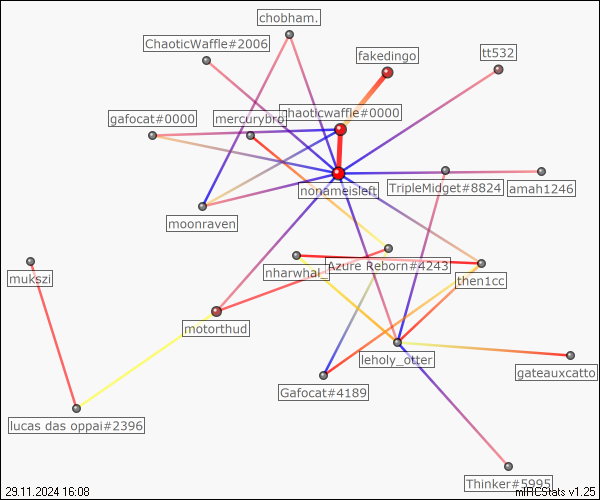 chobham.
ChaoticWaffle#2006
fakedingo
tt532
gafocat#0000
mercurybro
chaoticwaffle#0000
nonameisleft
TripleMidget#8824
amah1246
moonraven
mukszi
nharwhal_
Azure Reborn#4243
then1cc
motorthud
leholy_otter
gateauxcatto
Gafocat#4189
lucas das oppai#2396
Thinker#5995
29.11.2024 16:08
mIRCStats v1.25